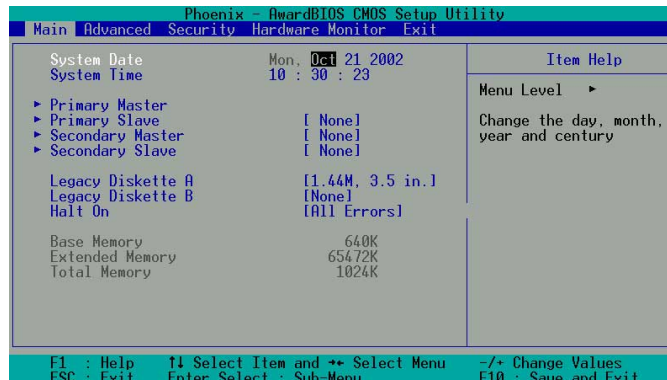 Phoenix - AwardBIOS CMOS Setup Utility
Main Advanced Security Hardware Monitor Exit
System Date Mon, Oct 21 2002
System Time 10 : 30 : 23
► Primary Master
► Primary Slave [ None]
► Secondary Master [ None]
► Secondary Slave [ None]
Legacy Diskette A [1.44M, 3.5 in.]
Legacy Diskette B [None]
Halt On [All Errors]
Base Memory 640K
Extended Memory 65472K
Total Memory 1024K
Item Help
Menu Level ►
Change the day, month,
year and century
F1 : Help ↑↓ Select Item and →← Select Menu -/+ Change Values
ESC : Exit Enter Select : Sub-Menu F10 : Save and Exit